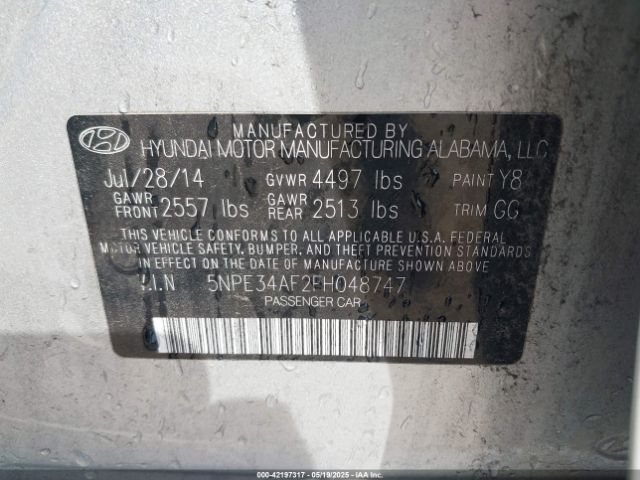 MANUFACTURED BY
HYUNDAI MOTOR MANUFACTURING ALABAMA, LLC
Jul/28/14 GVWR 4497 lbs PAINT Y8
GAWR FRONT 2557 lbs GAWR REAR 2513 lbs TRIM GG
THIS VEHICLE CONFORMS TO ALL APPLICABLE U.S.A. FEDERAL
MOTOR VEHICLE SAFETY, BUMPER, AND THEFT PREVENTION STANDARDS
IN EFFECT ON THE DATE OF MANUFACTURE SHOWN ABOVE.
V.I.N 5NPE34AF2FH048747
PASSENGER CAR
000-42197317 - 05/19/2025 - IAA Inc.